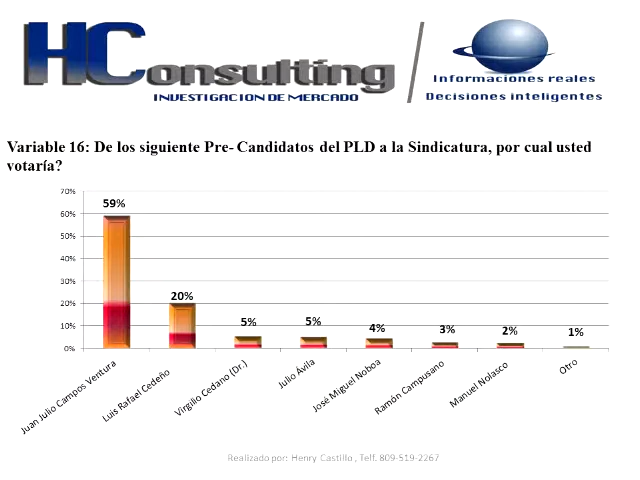 HConsulting
INVESTIGACION DE MERCADO
Informaciones reales
Decisiones inteligentes
Variable 16: De los siguiente Pre- Candidatos del PLD a la Sindicatura, por cual usted
votaría?
70%
60%
50%
40%
30%
20%
10%
0%
59%
20%
5%
5%
4%
3%
2%
1%
Juan Julio Campos Ventura
Luis Rafael Cedeño
Virgilio Cedano (Dr.)
Julio Ávila
José Miguel Noboa
Ramón Campusano
Manuel Nolasco
Otro
Realizado por: Henry Castillo , Telf. 809-519-2267